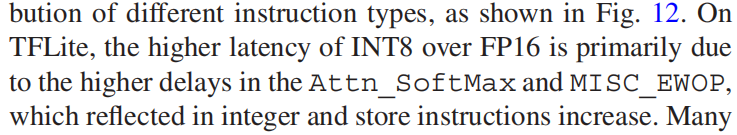 bution of different instruction types, as shown in Fig. 12. On
TFLite, the higher latency of INT8 over FP16 is primarily due
to the higher delays in the Attn_SoftMax and MISC_EWOP,
which reflected in integer and store instructions increase. Many